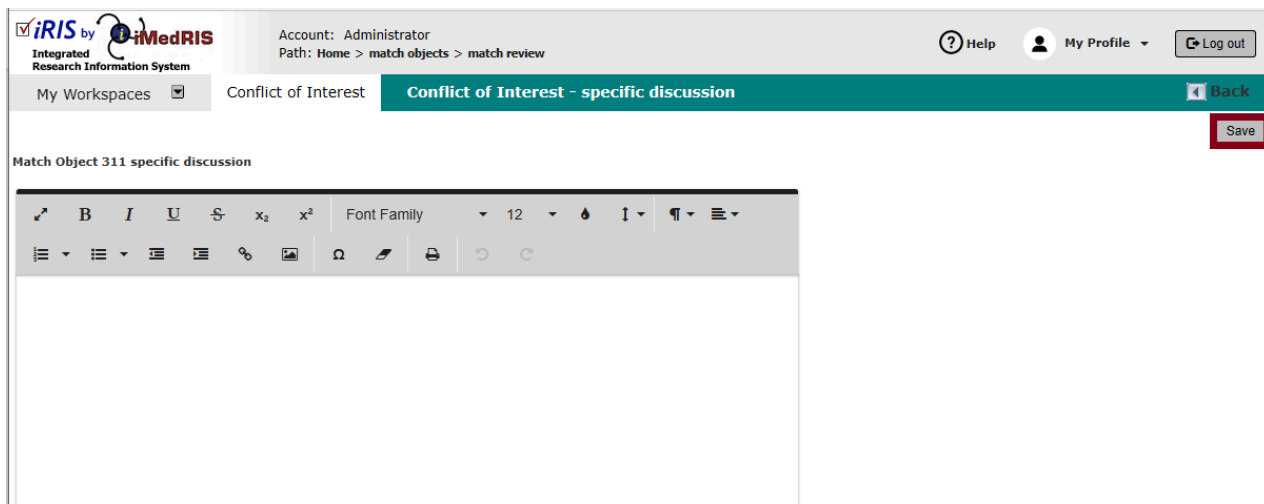 iRIS by iMedRIS
Integrated
Research Information System
Account: Administrator
Path: Home > match objects > match review
? Help
My Profile
Log out
My Workspaces
Conflict of Interest
Conflict of Interest - specific discussion
Back
Save
Match Object 311 specific discussion
B I U S x₂ x² Font Family 12 ¶
Ω